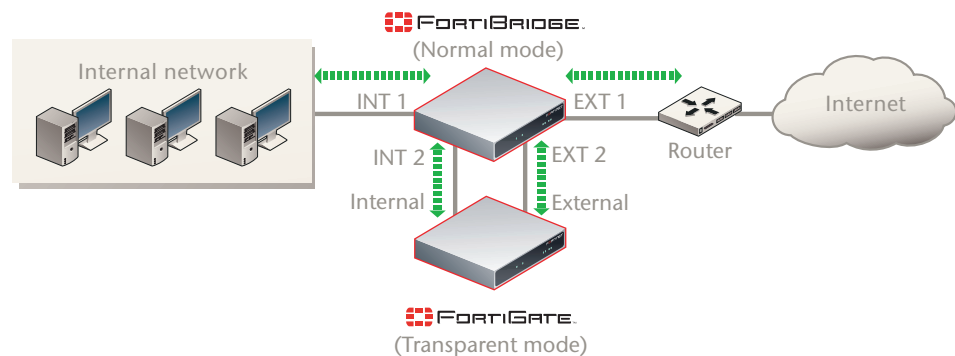 FORTIBRIDGE
(Normal mode)
Internal network
INT 1
EXT 1
Internet
Router
INT 2
EXT 2
Internal
External
FORTIGATE
(Transparent mode)